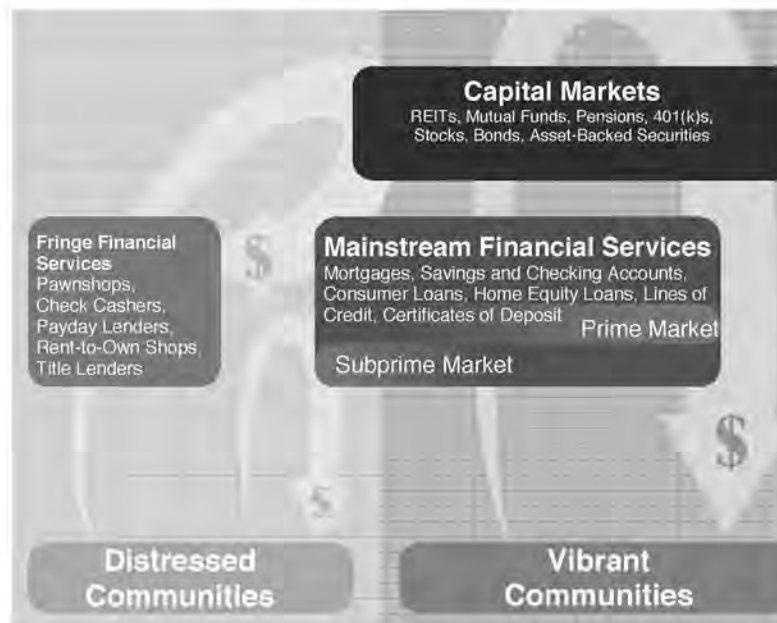 Capital Markets
REITs, Mutual Funds, Pensions, 401(k)s,
Stocks, Bonds, Asset-Backed Securities
Fringe Financial
Services
Pawnshops,
Check Cashers,
Payday Lenders,
Rent-to-Own Shops,
Title Lenders
$
Mainstream Financial Services
Mortgages, Savings and Checking Accounts,
Consumer Loans, Home Equity Loans, Lines of
Credit, Certificates of Deposit
Prime Market
Subprime Market
$
$
Distressed
Communities
Vibrant
Communities